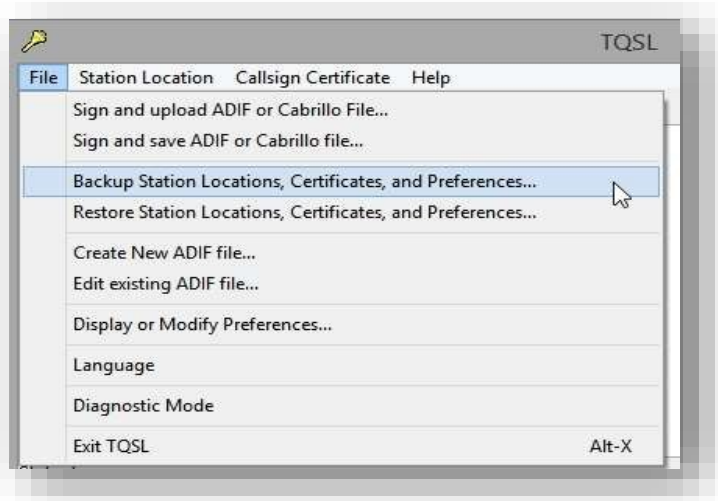 TQSL
File Station Location Callsign Certificate Help
Sign and upload ADIF or Cabrillo File...
Sign and save ADIF or Cabrillo file...
Backup Station Locations, Certificates, and Preferences...
Restore Station Locations, Certificates, and Preferences...
Create New ADIF file...
Edit existing ADIF file...
Display or Modify Preferences...
Language
Diagnostic Mode
Exit TQSL Alt-X